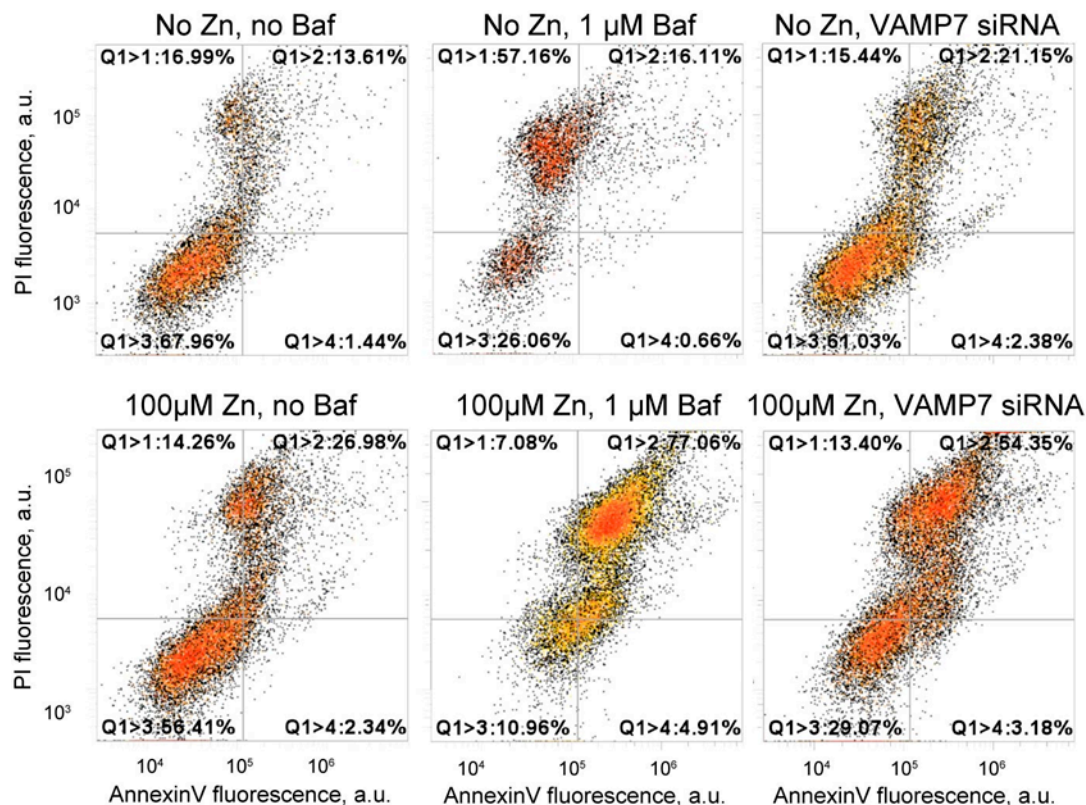 No Zn, no Baf
No Zn, 1 µM Baf
No Zn, VAMP7 siRNA
Q1>1:16.99% Q1>2:13.61%
Q1>1:57.16% Q1>2:16.11%
Q1>1:15.44% Q1>2:21.15%
PI fluorescence, a.u.
10⁵
10⁴
10³
Q1>3:67.96% Q1>4:1.44%
Q1>3:26.06% Q1>4:0.66%
Q1>3:61.03% Q1>4:2.38%
100µM Zn, no Baf
100µM Zn, 1 µM Baf
100µM Zn, VAMP7 siRNA
Q1>1:14.26% Q1>2:26.98%
Q1>1:7.08% Q1>2:77.06%
Q1>1:13.40% Q1>2:54.35%
PI fluorescence, a.u.
10⁵
10⁴
10³
Q1>3:56.41% Q1>4:2.34%
Q1>3:10.96% Q1>4:4.91%
Q1>3:29.07% Q1>4:3.18%
10⁴ 10⁵ 10⁶
10⁴ 10⁵ 10⁶
10⁴ 10⁵ 10⁶
AnnexinV fluorescence, a.u.
AnnexinV fluorescence, a.u.
AnnexinV fluorescence, a.u.